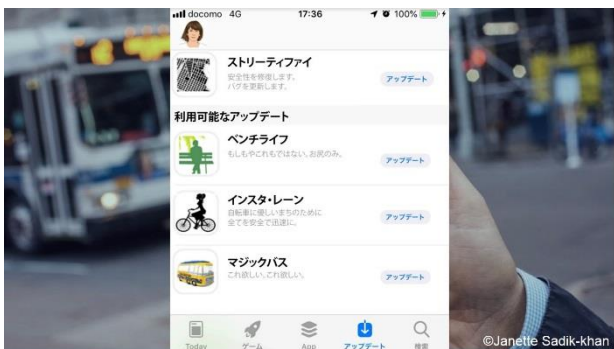 docomo 4G 17:36 100%
ストリーティファイ
安全性を修復します。
バグを更新します。
アップデート
利用可能なアップデート
ベンチライフ
もしもやこれもではない。お尻のみ。
アップデート
インスタ・レーン
自転車に優しいまちのために
全てを安全で迅速に。
アップデート
マジックバス
これ欲しい。これ欲しい。
アップデート
Today ゲーム App アップデート 検索
©Janette Sadik-khan